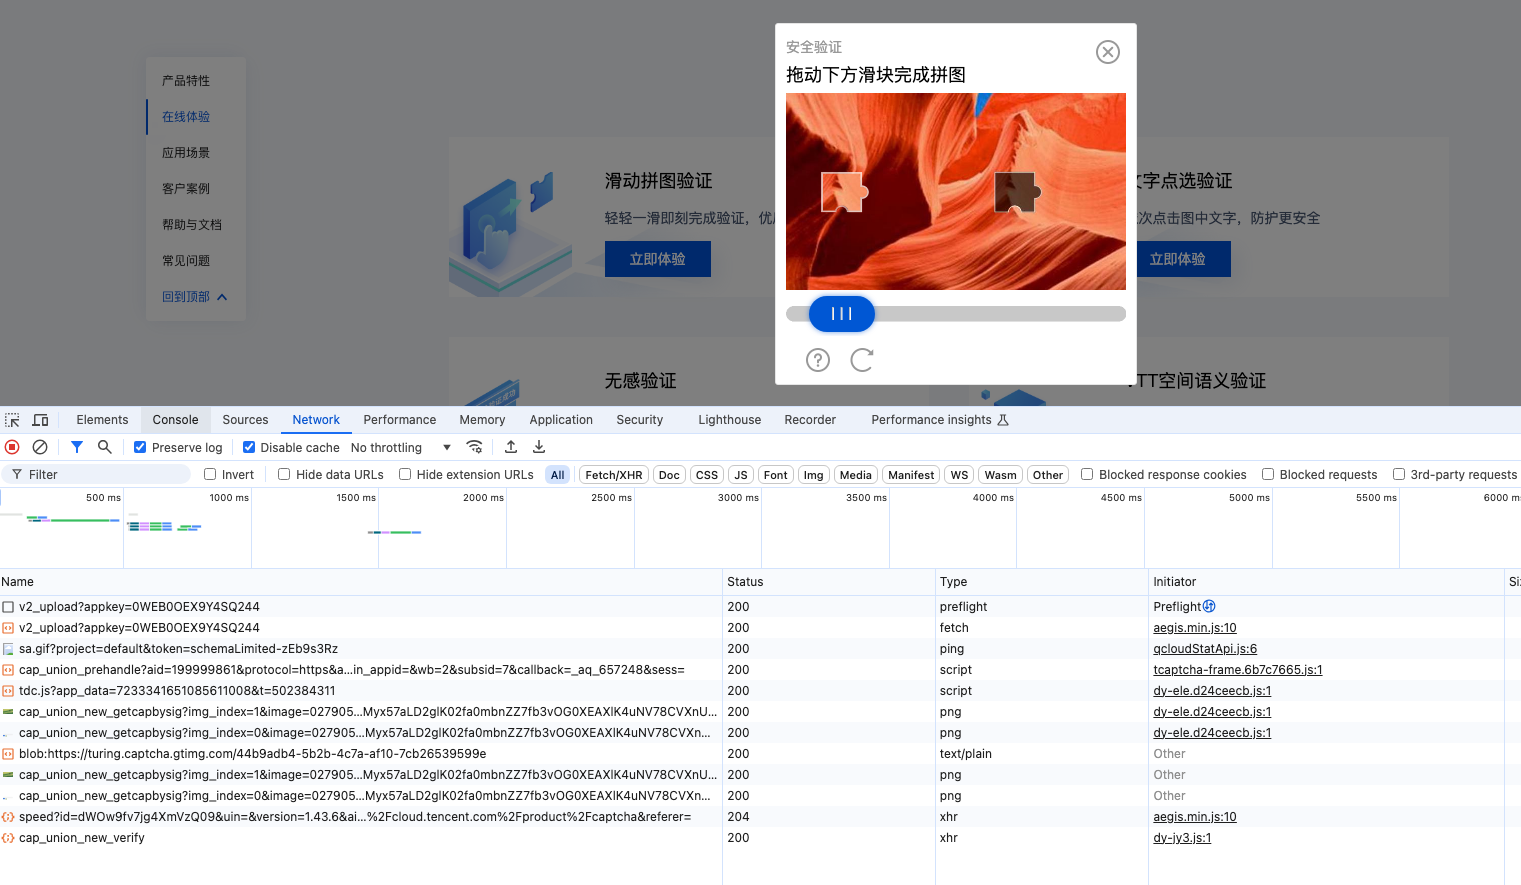 安全验证
拖动下方滑块完成拼图
产品特性
在线体验
应用场景
客户案例
帮助与文档
常见问题
回到顶部
滑动拼图验证
轻轻一滑即刻完成验证，优
立即体验
字点选验证
次点击图中文字，防护更安全
立即体验
无感验证
VTT空间语义验证
Elements Console Sources Network Performance Memory Application Security Lighthouse Recorder Performance insights
Preserve log Disable cache No throttling
Filter Invert Hide data URLs Hide extension URLs All Fetch/XHR Doc CSS JS Font Img Media Manifest WS Wasm Other Blocked response cookies Blocked requests 3rd-party requests
500 ms 1000 ms 1500 ms 2000 ms 2500 ms 3000 ms 3500 ms 4000 ms 4500 ms 5000 ms 5500 ms 6000 ms
Name Status Type Initiator Siz
v2_upload?appkey=0WEB0OEX9Y4SQ244 200 preflight Preflight
v2_upload?appkey=0WEB0OEX9Y4SQ244 200 fetch aegis.min.js:10
sa.gif?project=default&token=schemaLimited-zEb9s3Rz 200 ping qcloudStatApi.js:6
cap_union_prehandle?aid=199999861&protocol=https&a...in_appid=&wb=2&subsid=7&callback=_aq_657248&sess= 200 script tcaptcha-frame.6b7c7665.js:1
tdc.js?app_data=7233341651085611008&t=502384311 200 script dy-ele.d24ceecb.js:1
cap_union_new_getcapbysig?img_index=1&image=027905...Myx57aLD2glK02fa0mbnZZ7fb3vOG0XEAXlK4uNV78CVXnU... 200 png dy-ele.d24ceecb.js:1
cap_union_new_getcapbysig?img_index=0&image=027905...Myx57aLD2glK02fa0mbnZZ7fb3vOG0XEAXlK4uNV78CVXn... 200 png dy-ele.d24ceecb.js:1
blob:https://turing.captcha.gtimg.com/44b9adb4-5b2b-4c7a-af10-7cb26539599e 200 text/plain Other
cap_union_new_getcapbysig?img_index=1&image=027905...Myx57aLD2glK02fa0mbnZZ7fb3vOG0XEAXlK4uNV78CVXnU... 200 png Other
cap_union_new_getcapbysig?img_index=0&image=027905...Myx57aLD2glK02fa0mbnZZ7fb3vOG0XEAXlK4uNV78CVXn... 200 png Other
speed?id=dWOw9fv7jg4XmVzQ09&uin=&version=1.43.6&ai...%2Fcloud.tencent.com%2Fproduct%2Fcaptcha&referer= 204 xhr aegis.min.js:10
cap_union_new_verify 200 xhr dy-jy3.js:1